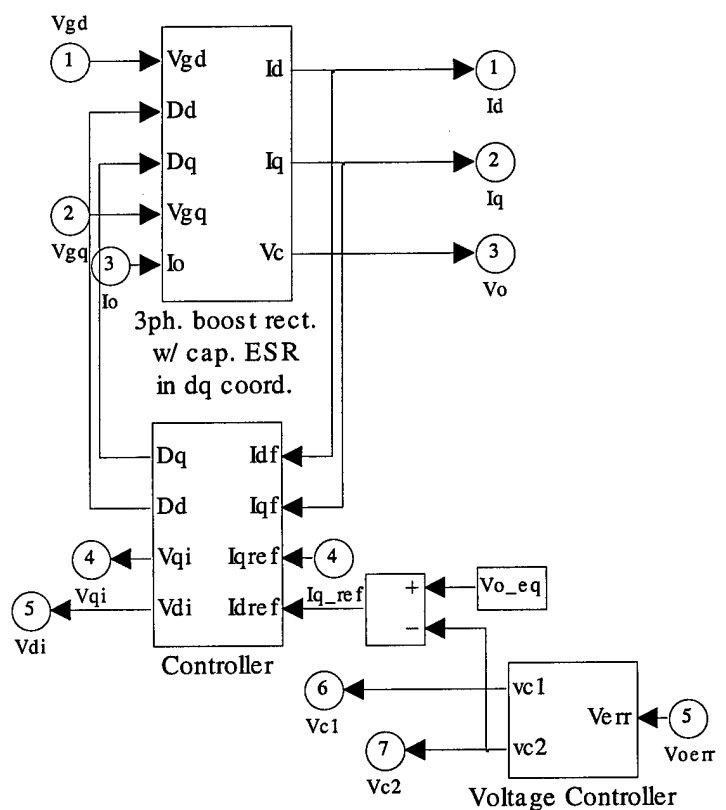 Vgd
1
Vgd
Id
1
Id
Dd
Dq
Iq
2
Iq
2
Vgq
Vgq
3
Io
Io
Vc
3
Vo
3ph. boost rect.
w/ cap. ESR
in dq coord.
Dq
Idf
Dd
Iqf
4
Vqi
Vqi
Iqref
4
5
Vdi
Vdi
Idref
Iq_ref
+
−
Vo_eq
Controller
6
Vc1
vc1
Verr
5
Voerr
7
Vc2
vc2
Voltage Controller